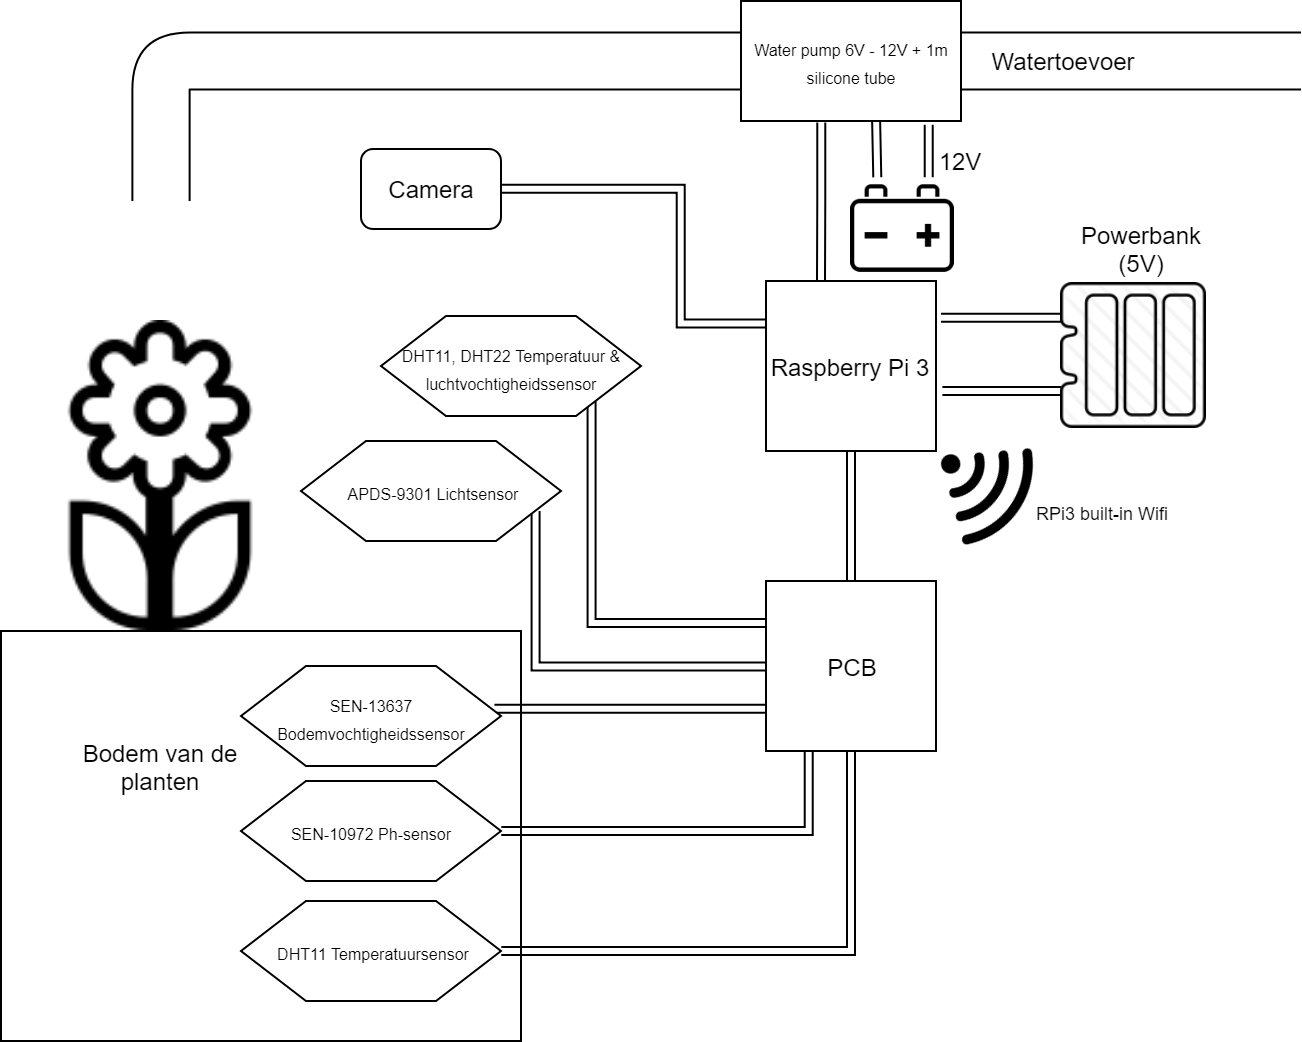 Water pump 6V - 12V + 1m
silicone tube
Watertoevoer
12V
Camera
Powerbank
(5V)
DHT11, DHT22 Temperatuur &
luchtvochtigheidssensor
Raspberry Pi 3
APDS-9301 Lichtsensor
RPi3 built-in Wifi
PCB
SEN-13637
Bodemvochtigheidssensor
Bodem van de
planten
SEN-10972 Ph-sensor
DHT11 Temperatuursensor